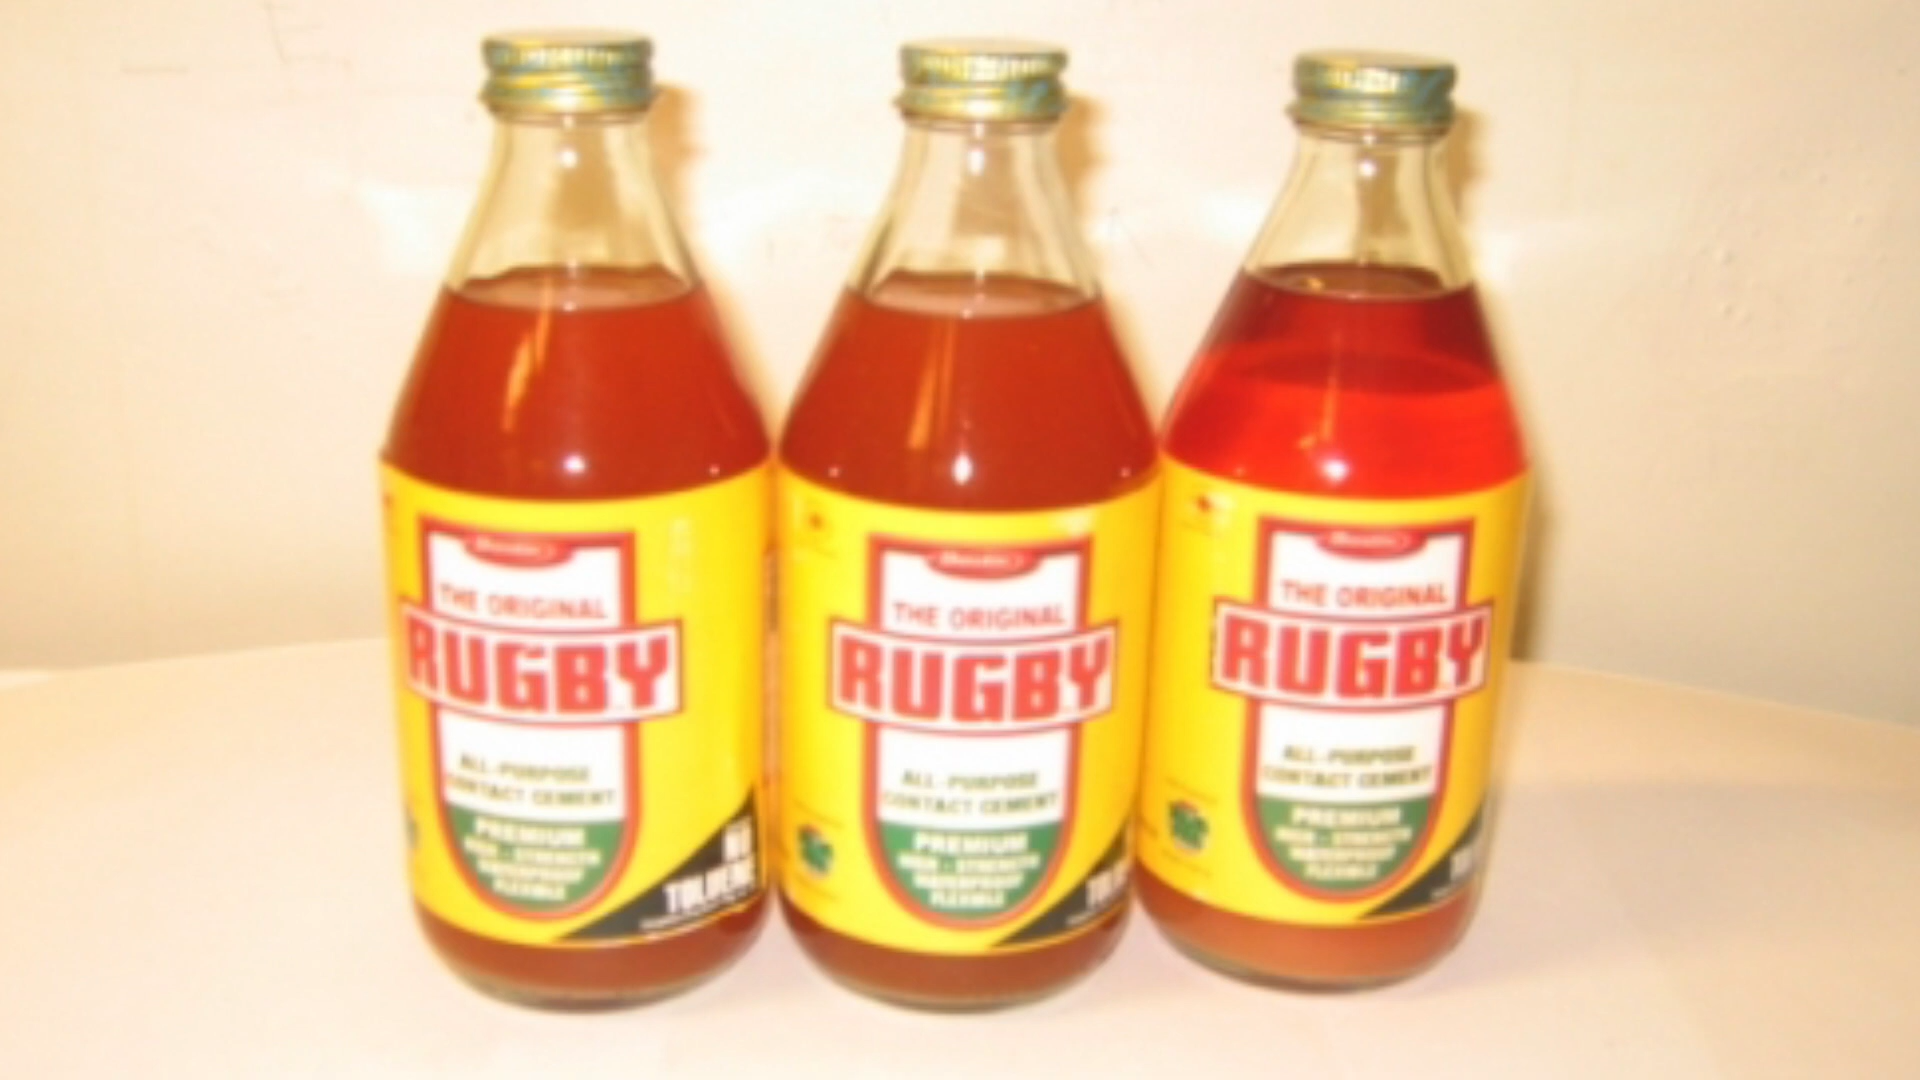 THE ORIGINAL
RUGBY
ALL-PURPOSE
CONTACT CEMENT
PREMIUM
HIGH - STRENGTH
WATERPROOF
FLEXIBLE
NO
TOLUENE
THE ORIGINAL
RUGBY
ALL-PURPOSE
CONTACT CEMENT
PREMIUM
HIGH - STRENGTH
WATERPROOF
FLEXIBLE
THE ORIGINAL
RUGBY
ALL-PURPOSE
CONTACT CEMENT
PREMIUM
HIGH - STRENGTH
WATERPROOF
FLEXIBLE